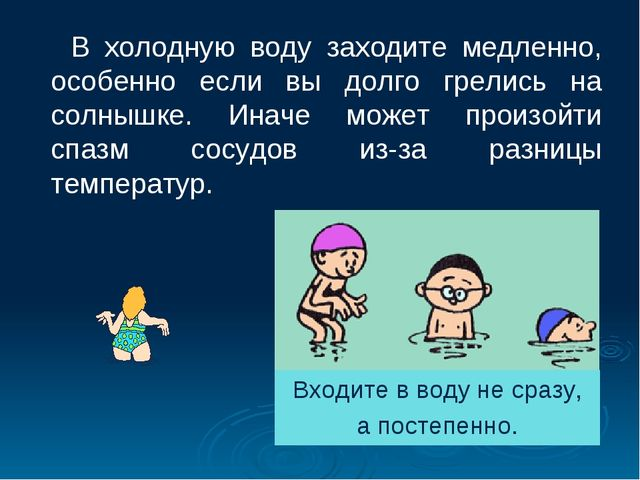 В холодную воду заходите медленно,
особенно если вы долго грелись на
солнышке. Иначе может произойти
спазм сосудов из-за разницы
температур.
Входите в воду не сразу,
а постепенно.